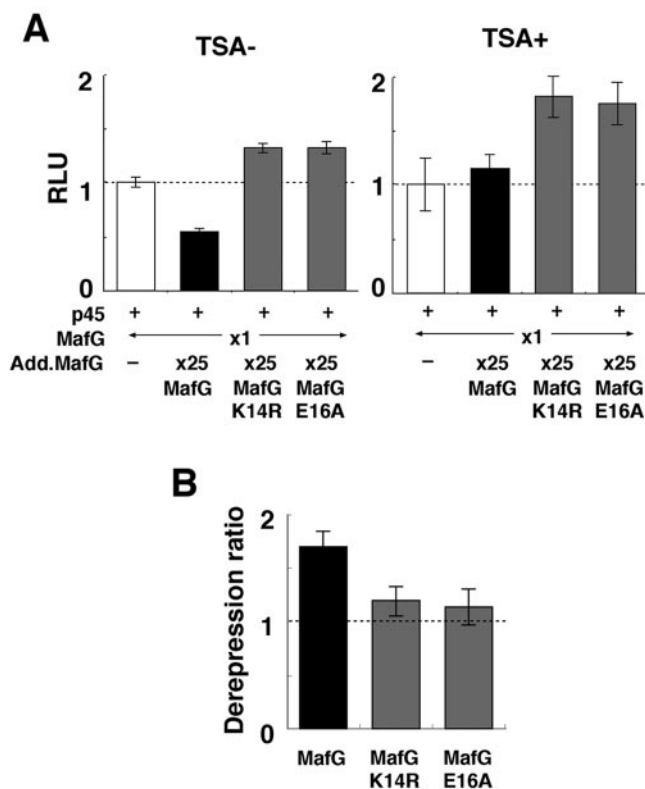 A
TSA-
TSA+
RLU
2
1
0
2
1
0
p45 + + + +
+ + + +
MafG x1
x1
Add.MafG – x25 x25 x25
MafG MafG MafG
K14R E16A
– x25 x25 x25
MafG MafG MafG
K14R E16A
B
Derepression ratio
2
1
0
MafG MafG MafG
K14R E16A